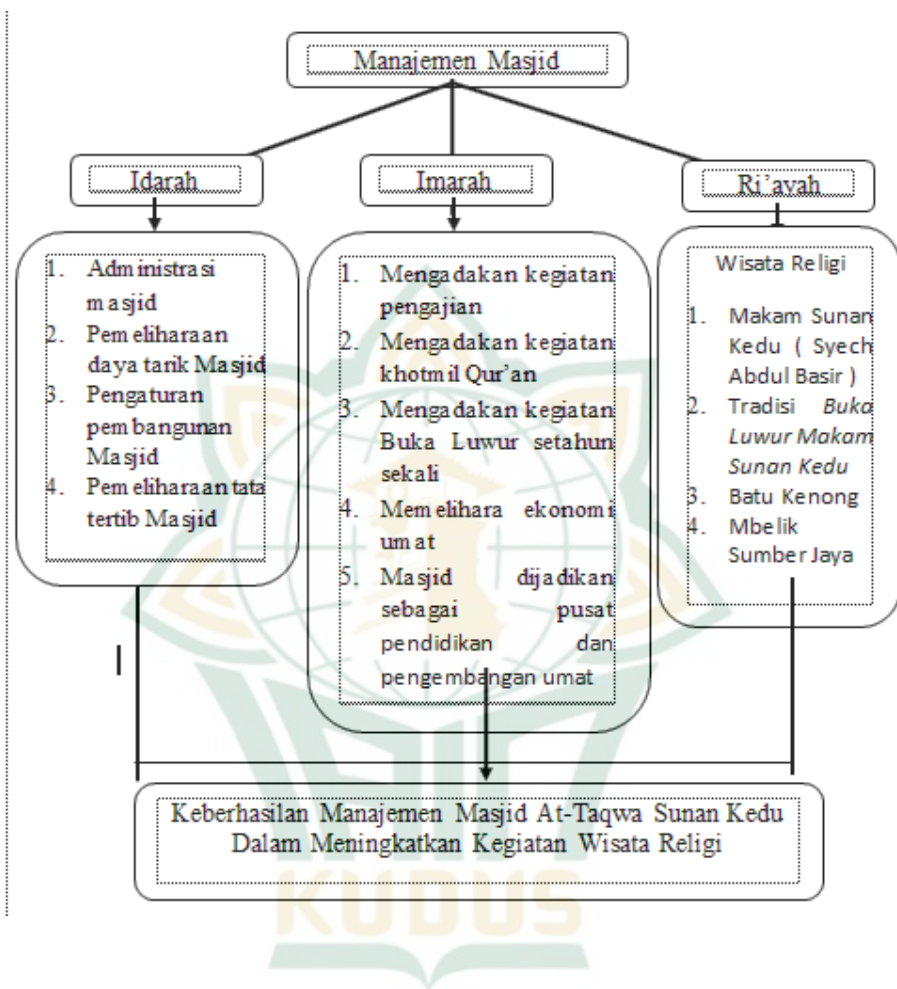 Manajemen Masjid
Idarah
Imarah
Ri’ayah
1. Administrasi
masjid
2. Pemeliharaan
daya tarik Masjid
3. Pengaturan
pembangunan
Masjid
4. Pemeliharaan tata
tertib Masjid
1. Mengadakan kegiatan
pengajian
2. Mengadakan kegiatan
khotmil Qur’an
3. Mengadakan kegiatan
Buka Luwur setahun
sekali
4. Memelihara ekonomi
umat
5. Masjid dijadikan
sebagai pusat
pendidikan dan
pengembangan umat
Wisata Religi
1. Makam Sunan
Kedu ( Syech
Abdul Basir )
2. Tradisi Buka
Luwur Makam
Sunan Kedu
3. Batu Kenong
4. Mbelik
Sumber Jaya
Keberhasilan Manajemen Masjid At-Taqwa Sunan Kedu
Dalam Meningkatkan Kegiatan Wisata Religi
KUDUS